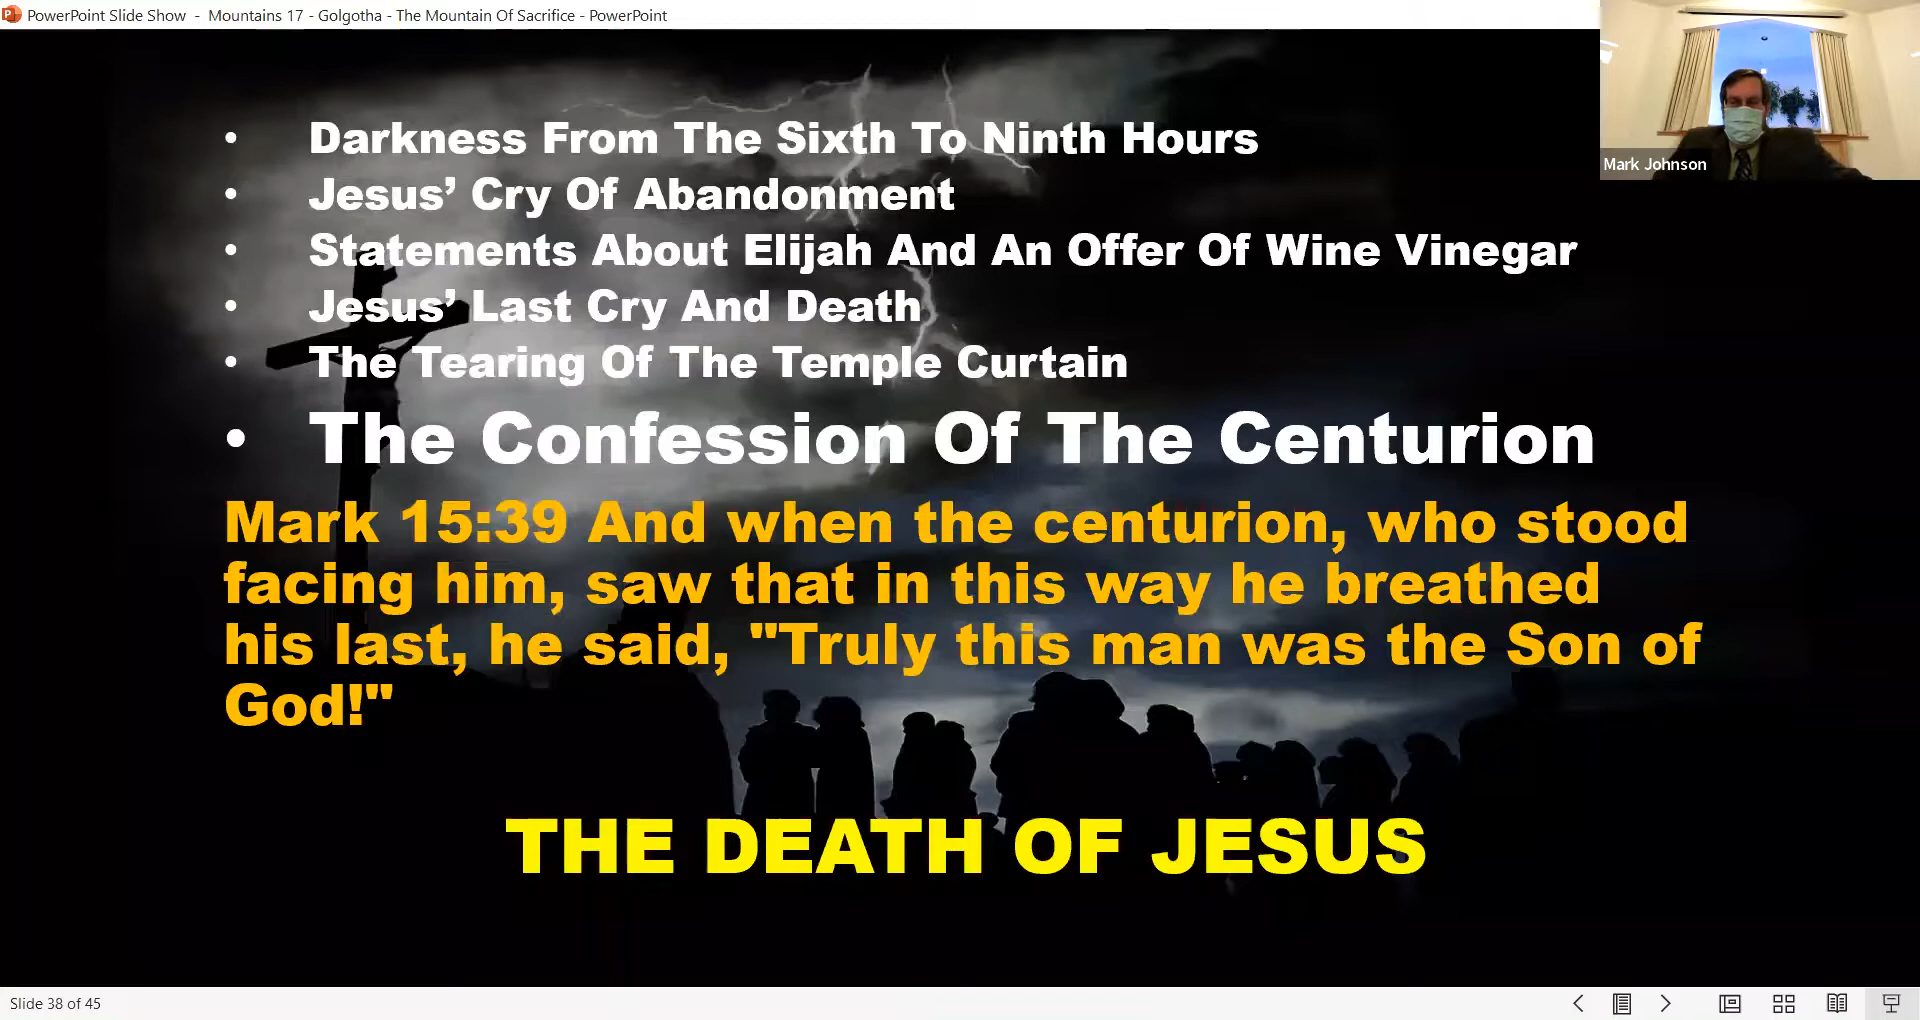 PowerPoint Slide Show - Mountains 17 - Golgotha - The Mountain Of Sacrifice - PowerPoint
Mark Johnson
• Darkness From The Sixth To Ninth Hours
• Jesus’ Cry Of Abandonment
• Statements About Elijah And An Offer Of Wine Vinegar
• Jesus’ Last Cry And Death
• The Tearing Of The Temple Curtain
• The Confession Of The Centurion
Mark 15:39 And when the centurion, who stood
facing him, saw that in this way he breathed
his last, he said, "Truly this man was the Son of
God!"
THE DEATH OF JESUS
Slide 38 of 45